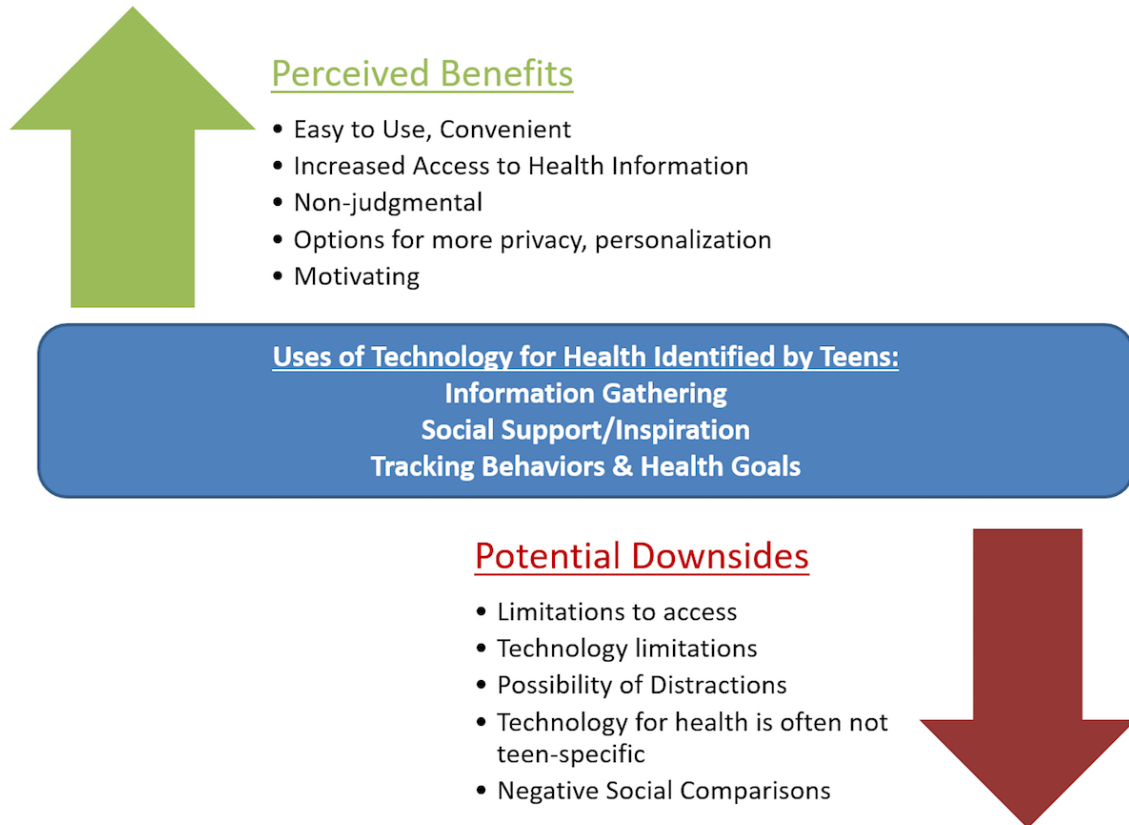 Perceived Benefits
• Easy to Use, Convenient
• Increased Access to Health Information
• Non-judgmental
• Options for more privacy, personalization
• Motivating
Uses of Technology for Health Identified by Teens:
Information Gathering
Social Support/Inspiration
Tracking Behaviors & Health Goals
Potential Downsides
• Limitations to access
• Technology limitations
• Possibility of Distractions
• Technology for health is often not
teen-specific
• Negative Social Comparisons